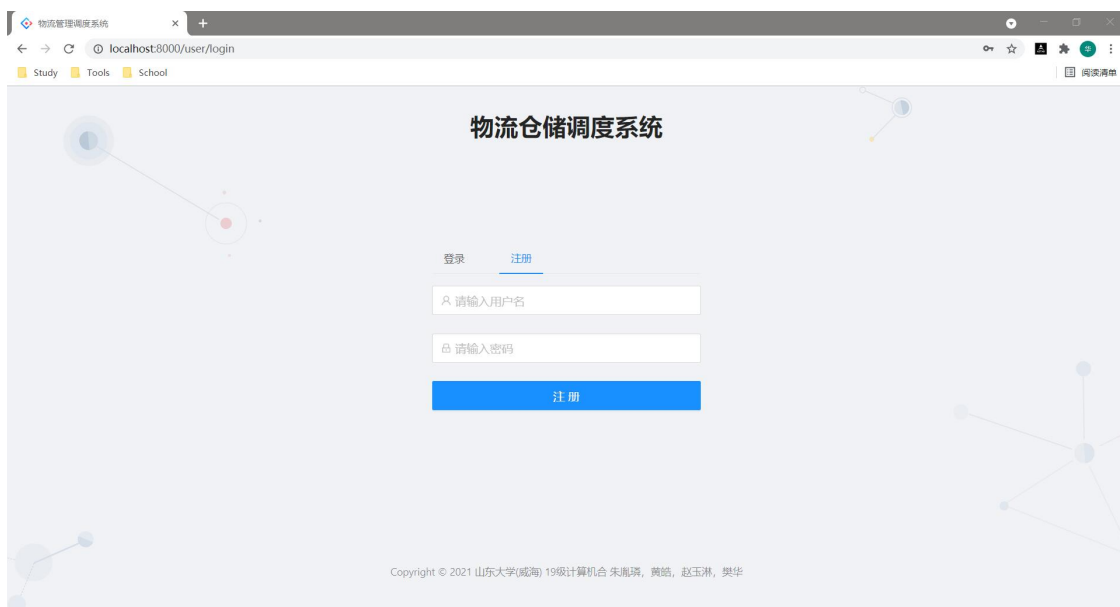 物流管理调度系统
localhost:8000/user/login
Study Tools School 阅读清单
物流仓储调度系统
登录 注册
请输入用户名
请输入密码
注册
Copyright © 2021 山东大学(威海) 19级计算机合 朱胤璘，黄皓，赵玉淋，樊华